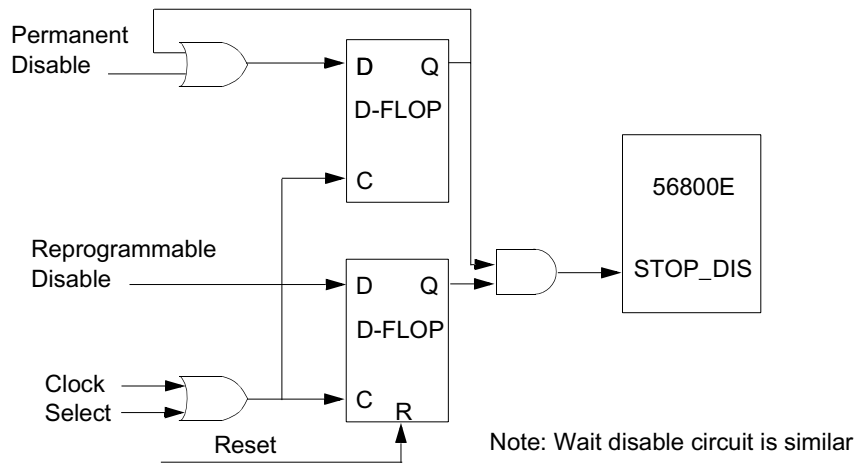 Permanent
Disable
D Q
D-FLOP
C
56800E
STOP_DIS
Reprogrammable
Disable
D Q
D-FLOP
C
R
Clock
Select
Reset
Note: Wait disable circuit is similar